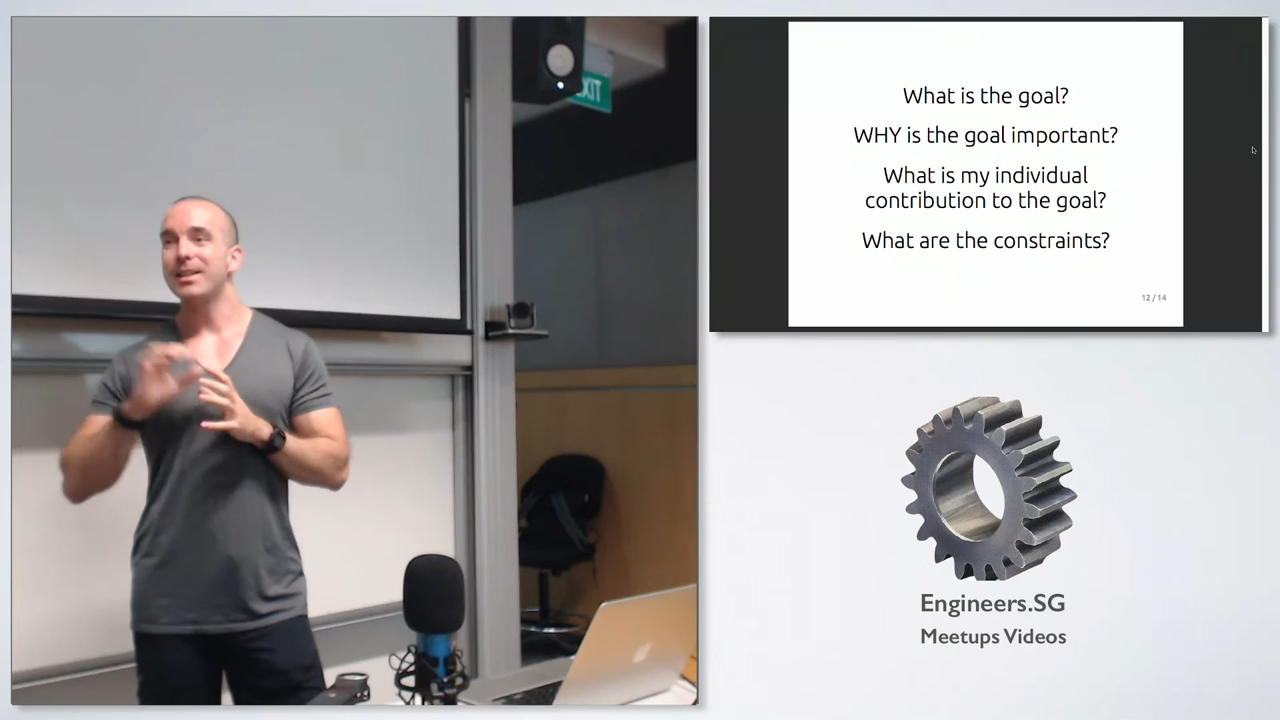 EXIT
What is the goal?
WHY is the goal important?
What is my individual
contribution to the goal?
What are the constraints?
12 / 14
Engineers.SG
Meetups Videos